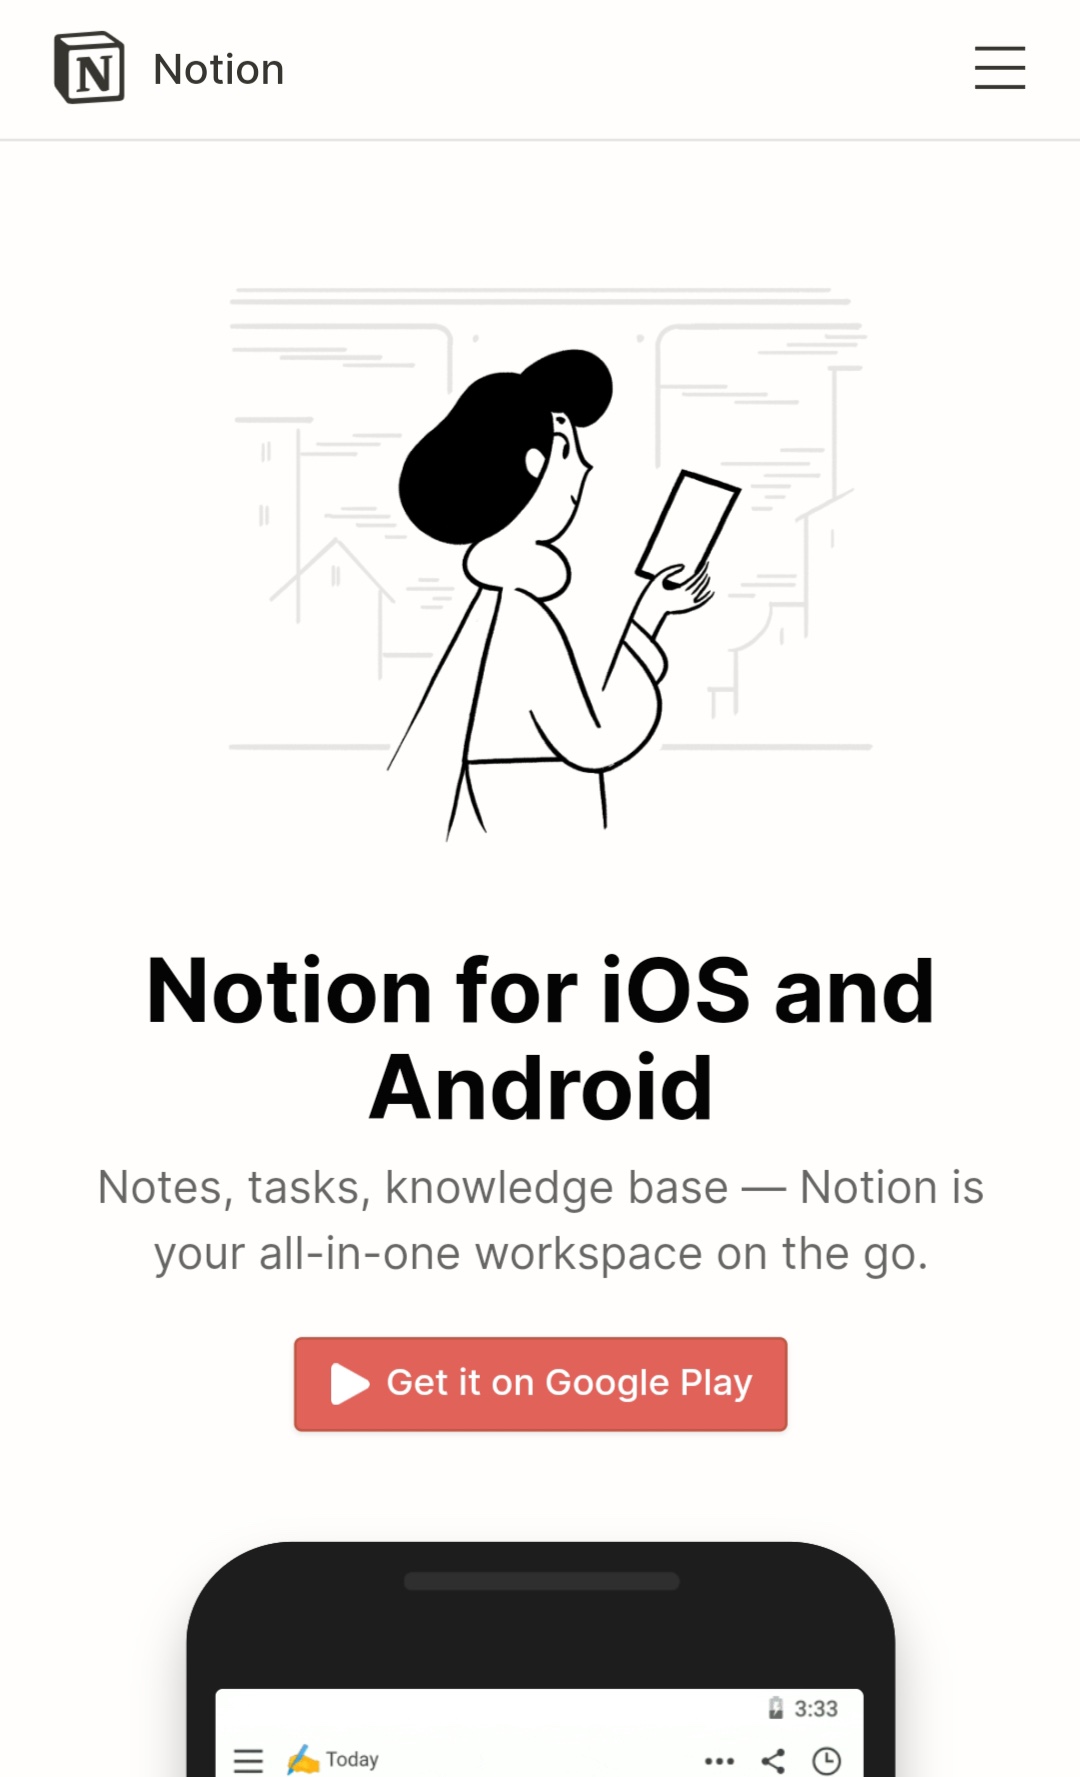 N Notion
Notion for iOS and
Android
Notes, tasks, knowledge base — Notion is
your all-in-one workspace on the go.
Get it on Google Play
3:33
Today